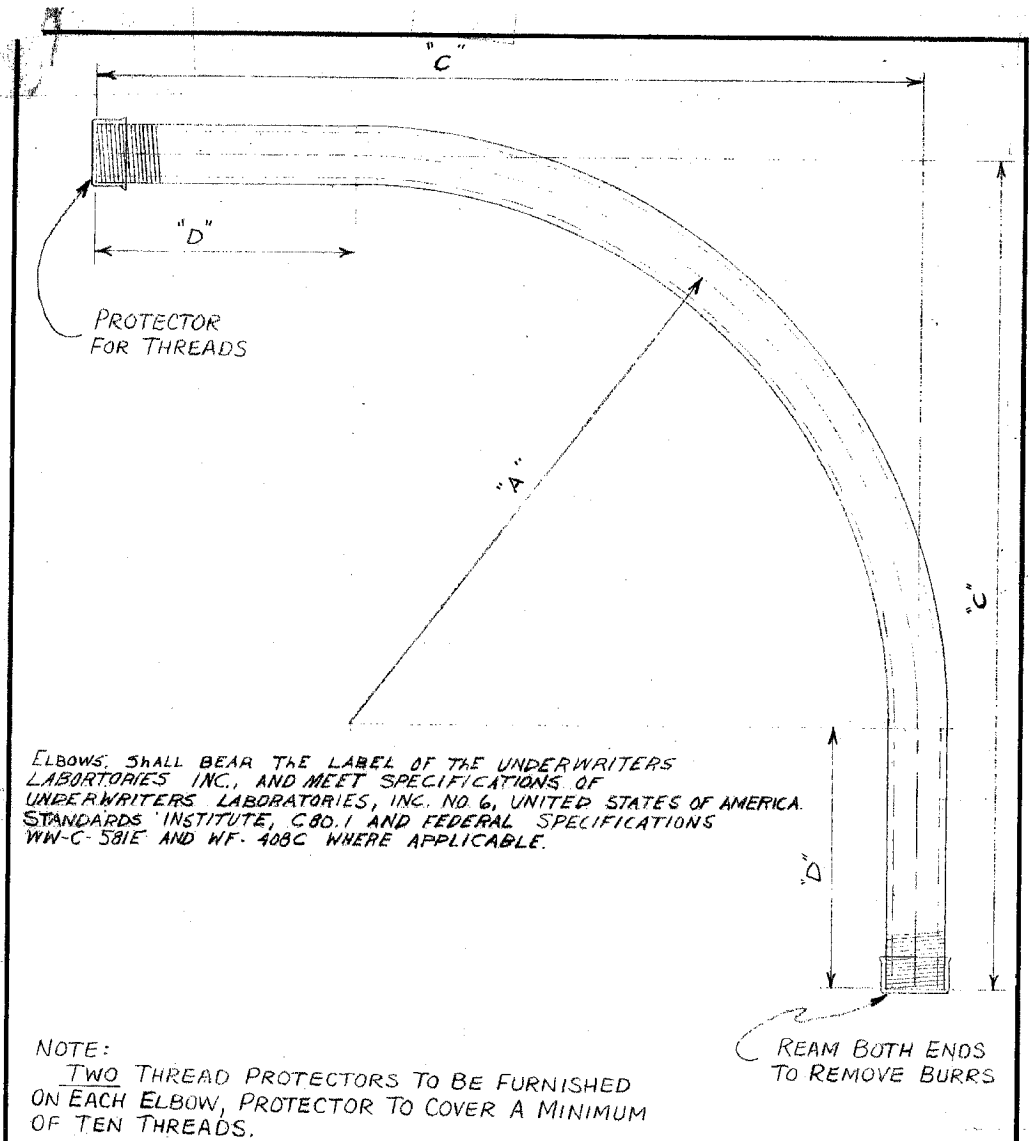 "C"
"D"
PROTECTOR
FOR THREADS
"A"
"C"
ELBOWS, SHALL BEAR THE LABEL OF THE UNDERWRITERS
LABORTORIES INC., AND MEET SPECIFICATIONS OF
UNDERWRITERS LABORATORIES, INC. NO. 6, UNITED STATES OF AMERICA
STANDARDS INSTITUTE, C80.1 AND FEDERAL SPECIFICATIONS
WW-C-581E AND WF-408C WHERE APPLICABLE.
"D"
REAM BOTH ENDS
TO REMOVE BURRS
NOTE:
TWO THREAD PROTECTORS TO BE FURNISHED
ON EACH ELBOW, PROTECTOR TO COVER A MINIMUM
OF TEN THREADS.